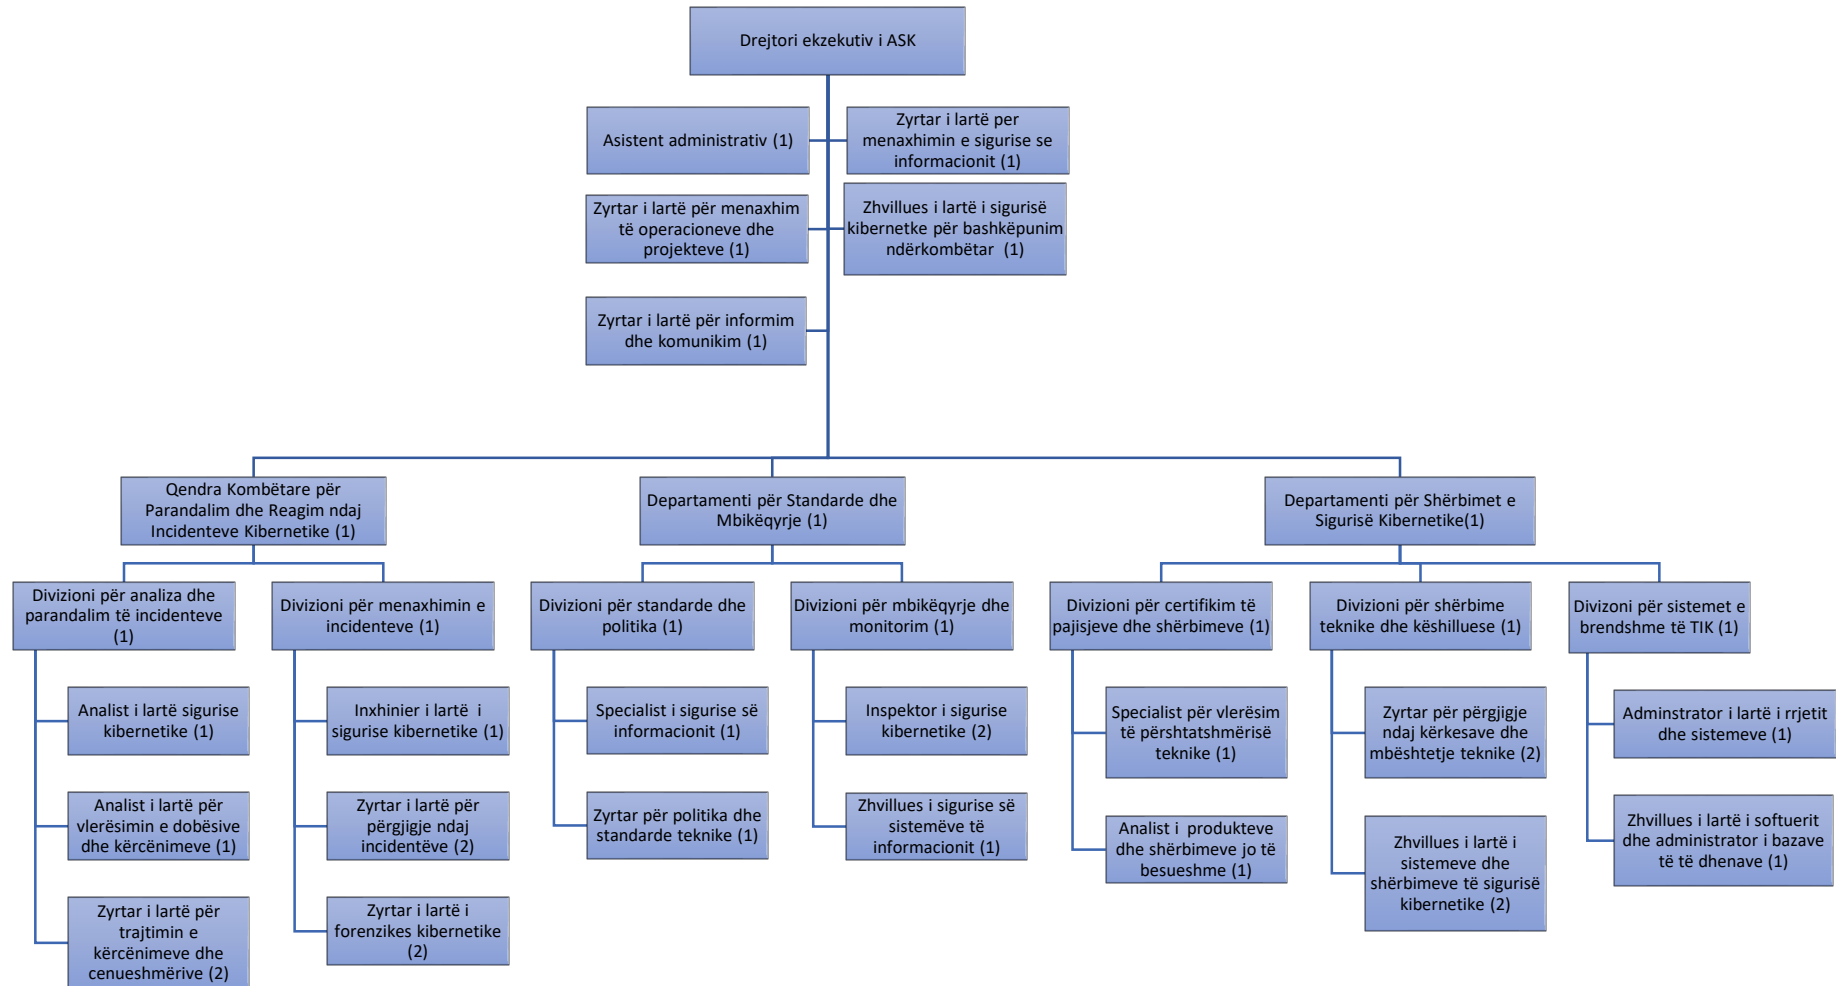 Drejtori ekzekutiv i ASK
Asistent administrativ (1)
Zyrtar i lartë per
menaxhimin e sigurise se
informacionit (1)
Zyrtar i lartë për menaxhim
të operacioneve dhe
projekteve (1)
Zhvillues i lartë i sigurisë
kibernetke për bashkëpunim
ndërkombëtar  (1)
Zyrtar i lartë për informim
dhe komunikim (1)
Qendra Kombëtare për
Parandalim dhe Reagim ndaj
Incidenteve Kibernetike (1)
Departamenti për Standarde dhe
Mbikëqyrje (1)
Departamenti për Shërbimet e
Sigurisë Kibernetike(1)
Divizioni për analiza dhe
parandalim të incidenteve
(1)
Divizioni për menaxhimin e
incidenteve (1)
Divizioni për standarde dhe
politika (1)
Divizioni për mbikëqyrje dhe
monitorim (1)
Divizioni për certifikim të
pajisjeve dhe shërbimeve (1)
Divizioni për shërbime
teknike dhe këshilluese (1)
Divizoni për sistemet e
brendshme të TIK (1)
Analist i lartë sigurise
kibernetike (1)
Analist i lartë për
vlerësimin e dobësive
dhe kërcënimeve (1)
Zyrtar i lartë për
trajtimin e
kërcënimeve dhe
cenueshmërive (2)
Inxhinier i lartë  i
sigurise kibernetike (1)
Zyrtar i lartë për
përgjigje ndaj
incidentëve (2)
Zyrtar i lartë i
forenzikes kibernetike
(2)
Specialist i sigurise së
informacionit (1)
Zyrtar për politika dhe
standarde teknike (1)
Inspektor i sigurise
kibernetike (2)
Zhvillues i sigurise së
sistemëve të
informacionit (1)
Specialist për vlerësim
të përshtatshmërisë
teknike (1)
Analist i  produkteve
dhe shërbimeve jo të
besueshme (1)
Zyrtar për përgjigje
ndaj kërkesave dhe
mbështetje teknike (2)
Zhvillues i lartë i
sistemeve dhe
shërbimeve të sigurisë
kibernetike (2)
Adminstrator i lartë i rrjetit
dhe sistemeve (1)
Zhvillues i lartë i softuerit
dhe administrator i bazave
të të dhenave (1)